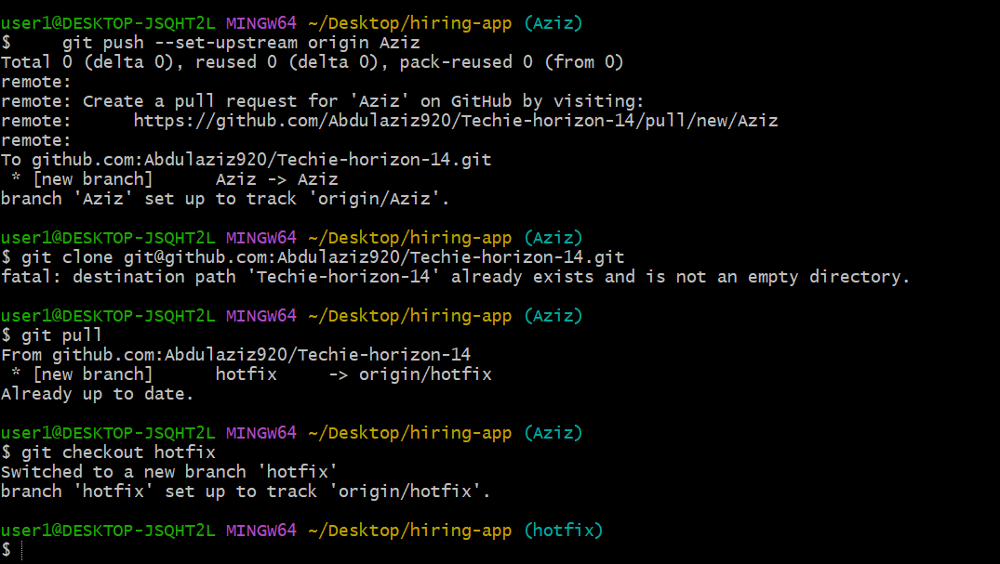 user1@DESKTOP-JSQHT2L MINGW64 ~/Desktop/hiring-app (Aziz)
$     git push --set-upstream origin Aziz
Total 0 (delta 0), reused 0 (delta 0), pack-reused 0 (from 0)
remote:
remote: Create a pull request for 'Aziz' on GitHub by visiting:
remote:      https://github.com/Abdulaziz920/Techie-horizon-14/pull/new/Aziz
remote:
To github.com:Abdulaziz920/Techie-horizon-14.git
 * [new branch]      Aziz -> Aziz
branch 'Aziz' set up to track 'origin/Aziz'.
user1@DESKTOP-JSQHT2L MINGW64 ~/Desktop/hiring-app (Aziz)
$ git clone git@github.com:Abdulaziz920/Techie-horizon-14.git
fatal: destination path 'Techie-horizon-14' already exists and is not an empty directory.
user1@DESKTOP-JSQHT2L MINGW64 ~/Desktop/hiring-app (Aziz)
$ git pull
From github.com:Abdulaziz920/Techie-horizon-14
 * [new branch]      hotfix     -> origin/hotfix
Already up to date.
user1@DESKTOP-JSQHT2L MINGW64 ~/Desktop/hiring-app (Aziz)
$ git checkout hotfix
Switched to a new branch 'hotfix'
branch 'hotfix' set up to track 'origin/hotfix'.
user1@DESKTOP-JSQHT2L MINGW64 ~/Desktop/hiring-app (hotfix)
$